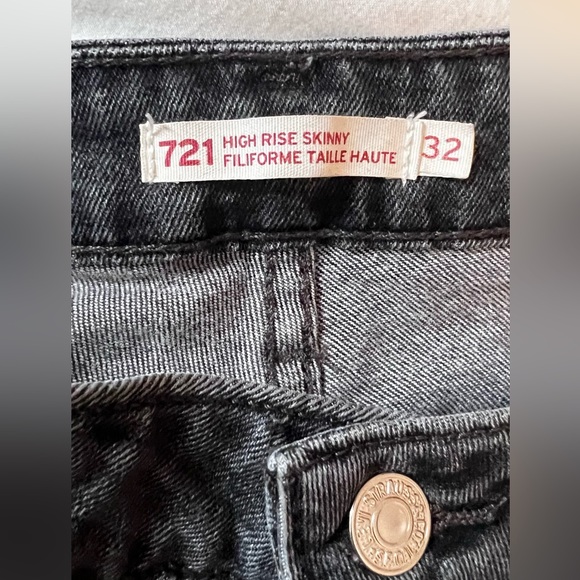 721 HIGH RISE SKINNY 32
FILIFORME TAILLE HAUTE